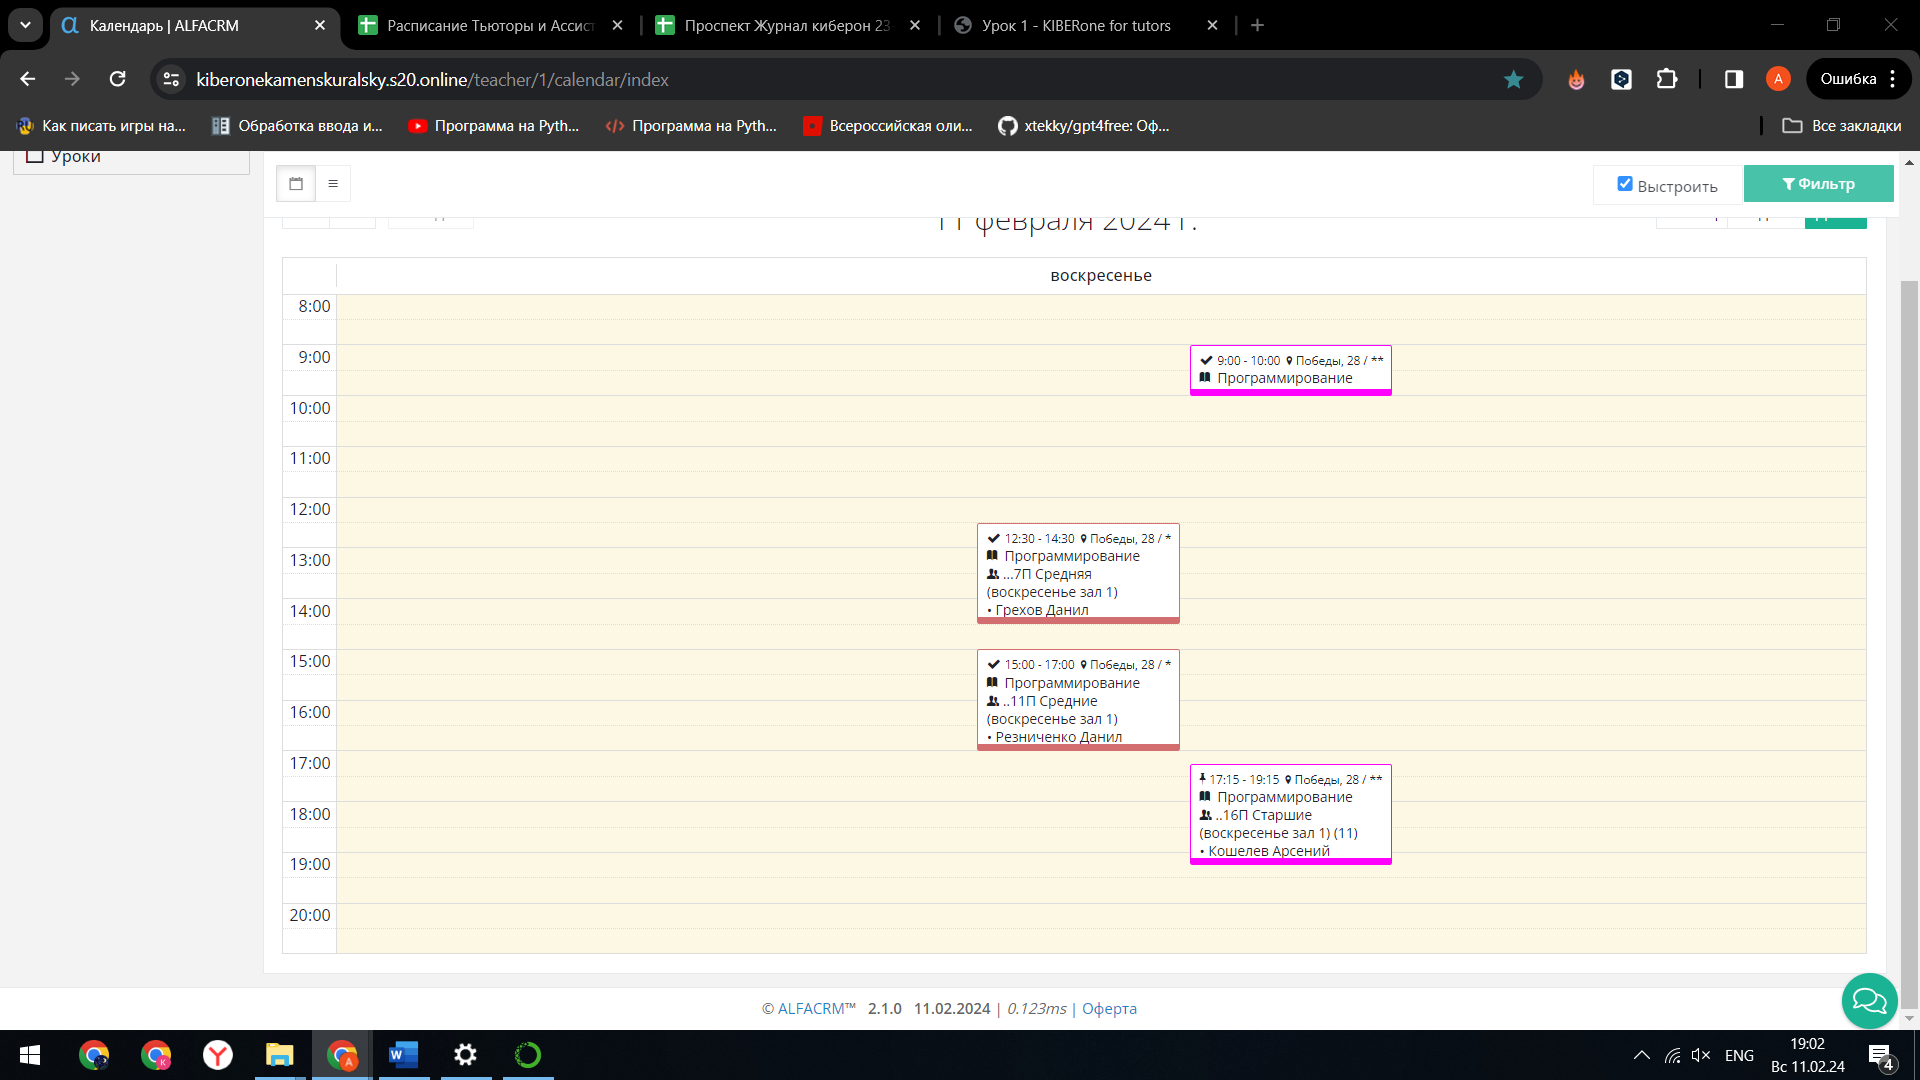 Календарь | ALFACRM
Расписание Тьюторы и Ассист
Проспект Журнал киберон 23
Урок 1 - KIBERone for tutors
kiberonekamenskuralsky.s20.online/teacher/1/calendar/index
А
Ошибка
Как писать игры на...
Обработка ввода и...
Программа на Pyth...
Программа на Pyth...
Всероссийская оли...
xtekky/gpt4free: Оф...
Все закладки
Уроки
Выстроить
Фильтр
11 февраля 2024 г.
воскресенье
8:00
9:00
9:00 - 10:00 Победы, 28 / **
Программирование
10:00
11:00
12:00
12:30 - 14:30 Победы, 28 / *
Программирование
...7П Средняя
(воскресенье зал 1)
• Грехов Данил
13:00
14:00
15:00
15:00 - 17:00 Победы, 28 / *
Программирование
..11П Средние
(воскресенье зал 1)
• Резниченко Данил
16:00
17:00
17:15 - 19:15 Победы, 28 / **
Программирование
..16П Старшие
(воскресенье зал 1) (11)
• Кошелев Арсений
18:00
19:00
20:00
© ALFACRM™ 2.1.0 11.02.2024 | 0.123ms | Оферта
ENG
19:02
Вс 11.02.24
4